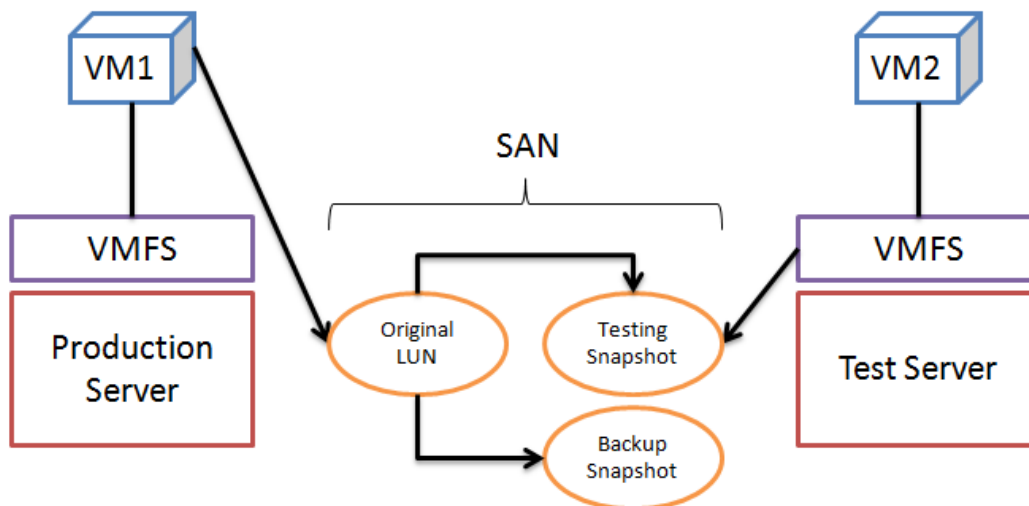 VM1
VM2
SAN
VMFS
VMFS
Original
LUN
Testing
Snapshot
Production
Server
Test Server
Backup
Snapshot